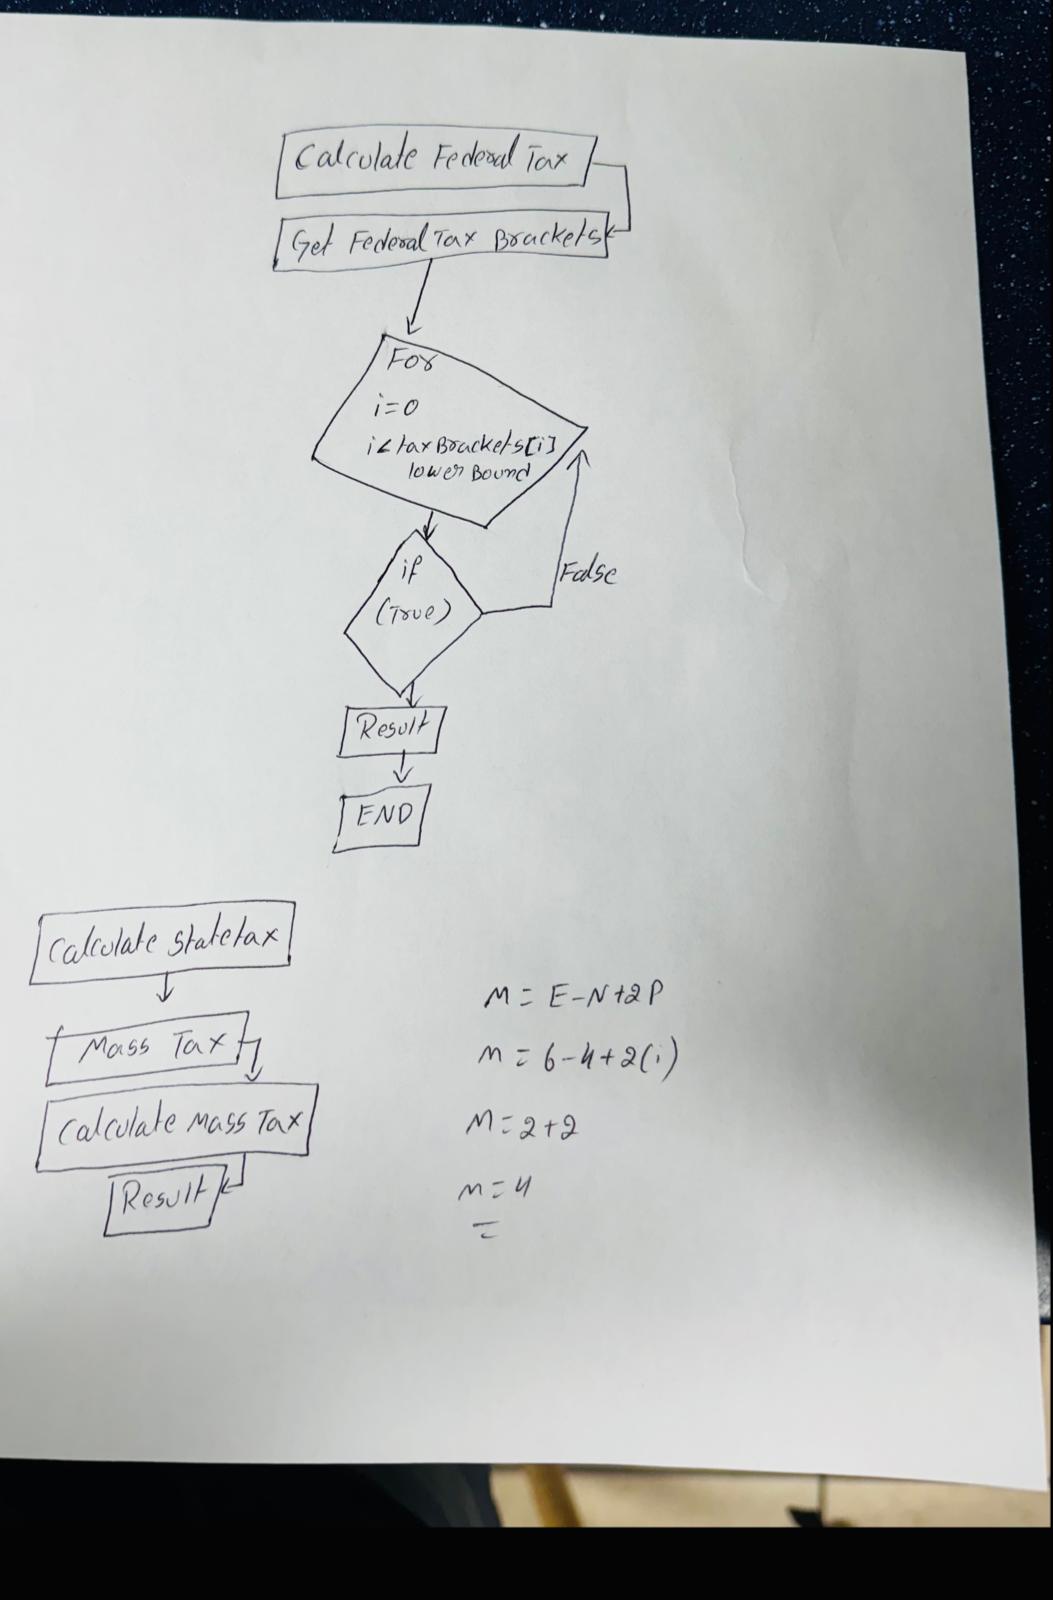 Calculate Federal Tax
Get Federal Tax Brackets
For
i=0
i<taxBrackets[i]
lower Bound
if
(True)
False
Result
END
Calculate statetax
Mass Tax
Calculate Mass Tax
Result
M = E-N+2P
M = 6-4+2(i)
M = 2+2
M = 4